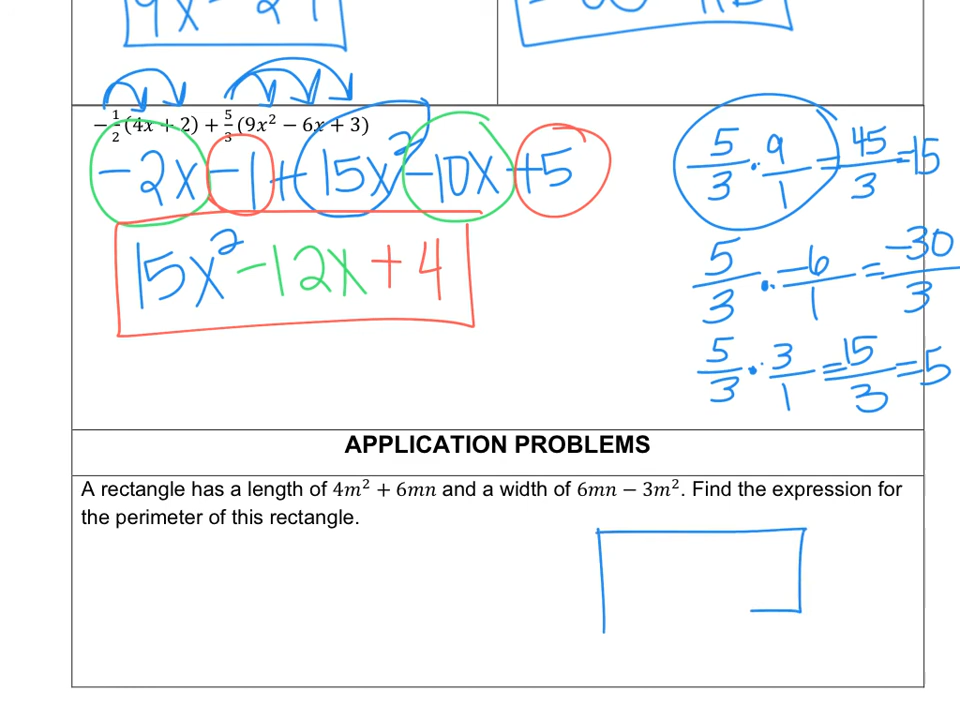 9x
−½(4x + 2) + 5/3(9x² − 6x + 3)
−2x −1 + 15x² −10x +5
15x² −12x + 4
5/3 · 9/1 = 45/3 = 15
5/3 · −6/1 = −30/3
5/3 · 3/1 = 15/3 = 5
APPLICATION PROBLEMS
A rectangle has a length of 4m² + 6mn and a width of 6mn − 3m². Find the expression for
the perimeter of this rectangle.